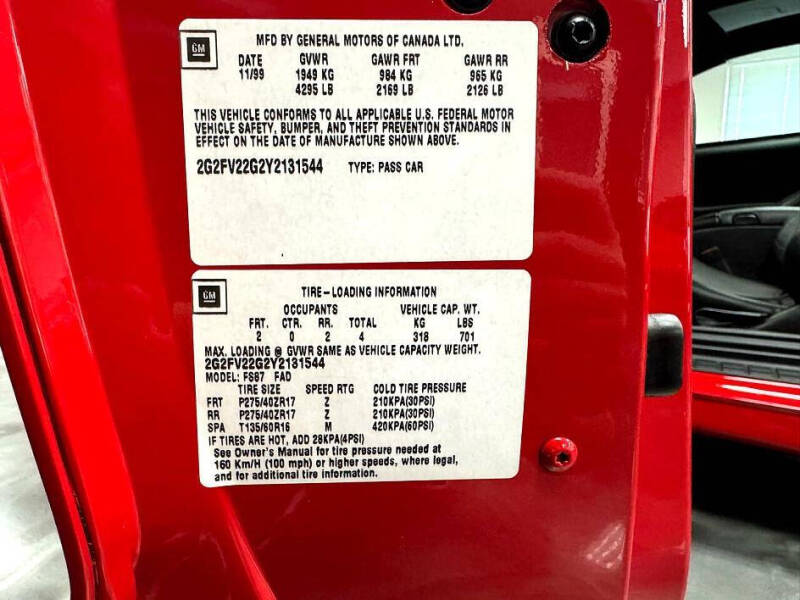 GM
MFD BY GENERAL MOTORS OF CANADA LTD.
DATE GVWR GAWR FRT GAWR RR
11/99 1949 KG 984 KG 965 KG
4295 LB 2169 LB 2126 LB
THIS VEHICLE CONFORMS TO ALL APPLICABLE U.S. FEDERAL MOTOR
VEHICLE SAFETY, BUMPER, AND THEFT PREVENTION STANDARDS IN
EFFECT ON THE DATE OF MANUFACTURE SHOWN ABOVE.
2G2FV22G2Y2131544 TYPE: PASS CAR
GM
TIRE-LOADING INFORMATION
OCCUPANTS VEHICLE CAP. WT.
FRT. CTR. RR. TOTAL KG LBS
2 0 2 4 318 701
MAX. LOADING @ GVWR SAME AS VEHICLE CAPACITY WEIGHT.
2G2FV22G2Y2131544
MODEL: FS87 FAD
TIRE SIZE SPEED RTG COLD TIRE PRESSURE
FRT P275/40ZR17 Z 210KPA(30PSI)
RR P275/40ZR17 Z 210KPA(30PSI)
SPA T135/60R16 M 420KPA(60PSI)
IF TIRES ARE HOT, ADD 28KPA(4PSI)
See Owner's Manual for tire pressure needed at
160 Km/H (100 mph) or higher speeds, where legal,
and for additional tire information.